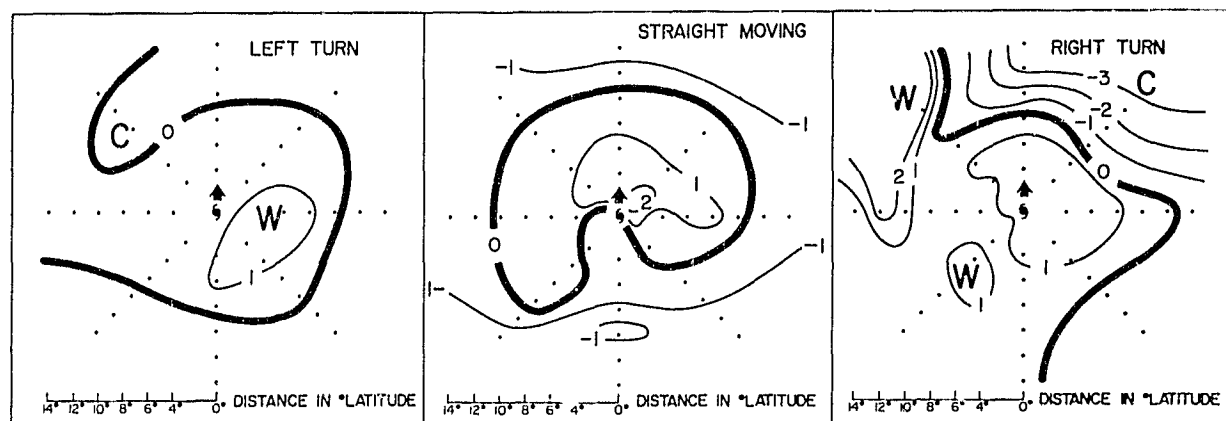 LEFT TURN
C
0
W
1
14° 12° 10° 8° 6° 4° 0° DISTANCE IN °LATITUDE
STRAIGHT MOVING
-1
-1
1
-2
0
1-
-1
-1
14° 12° 10° 8° 6° 4° 0° DISTANCE IN °LATITUDE
RIGHT TURN
-3
C
W
-2
-1
0
2 1
W
1
1
14° 12° 10° 8° 6° 4° 0° DISTANCE IN °LATITUDE